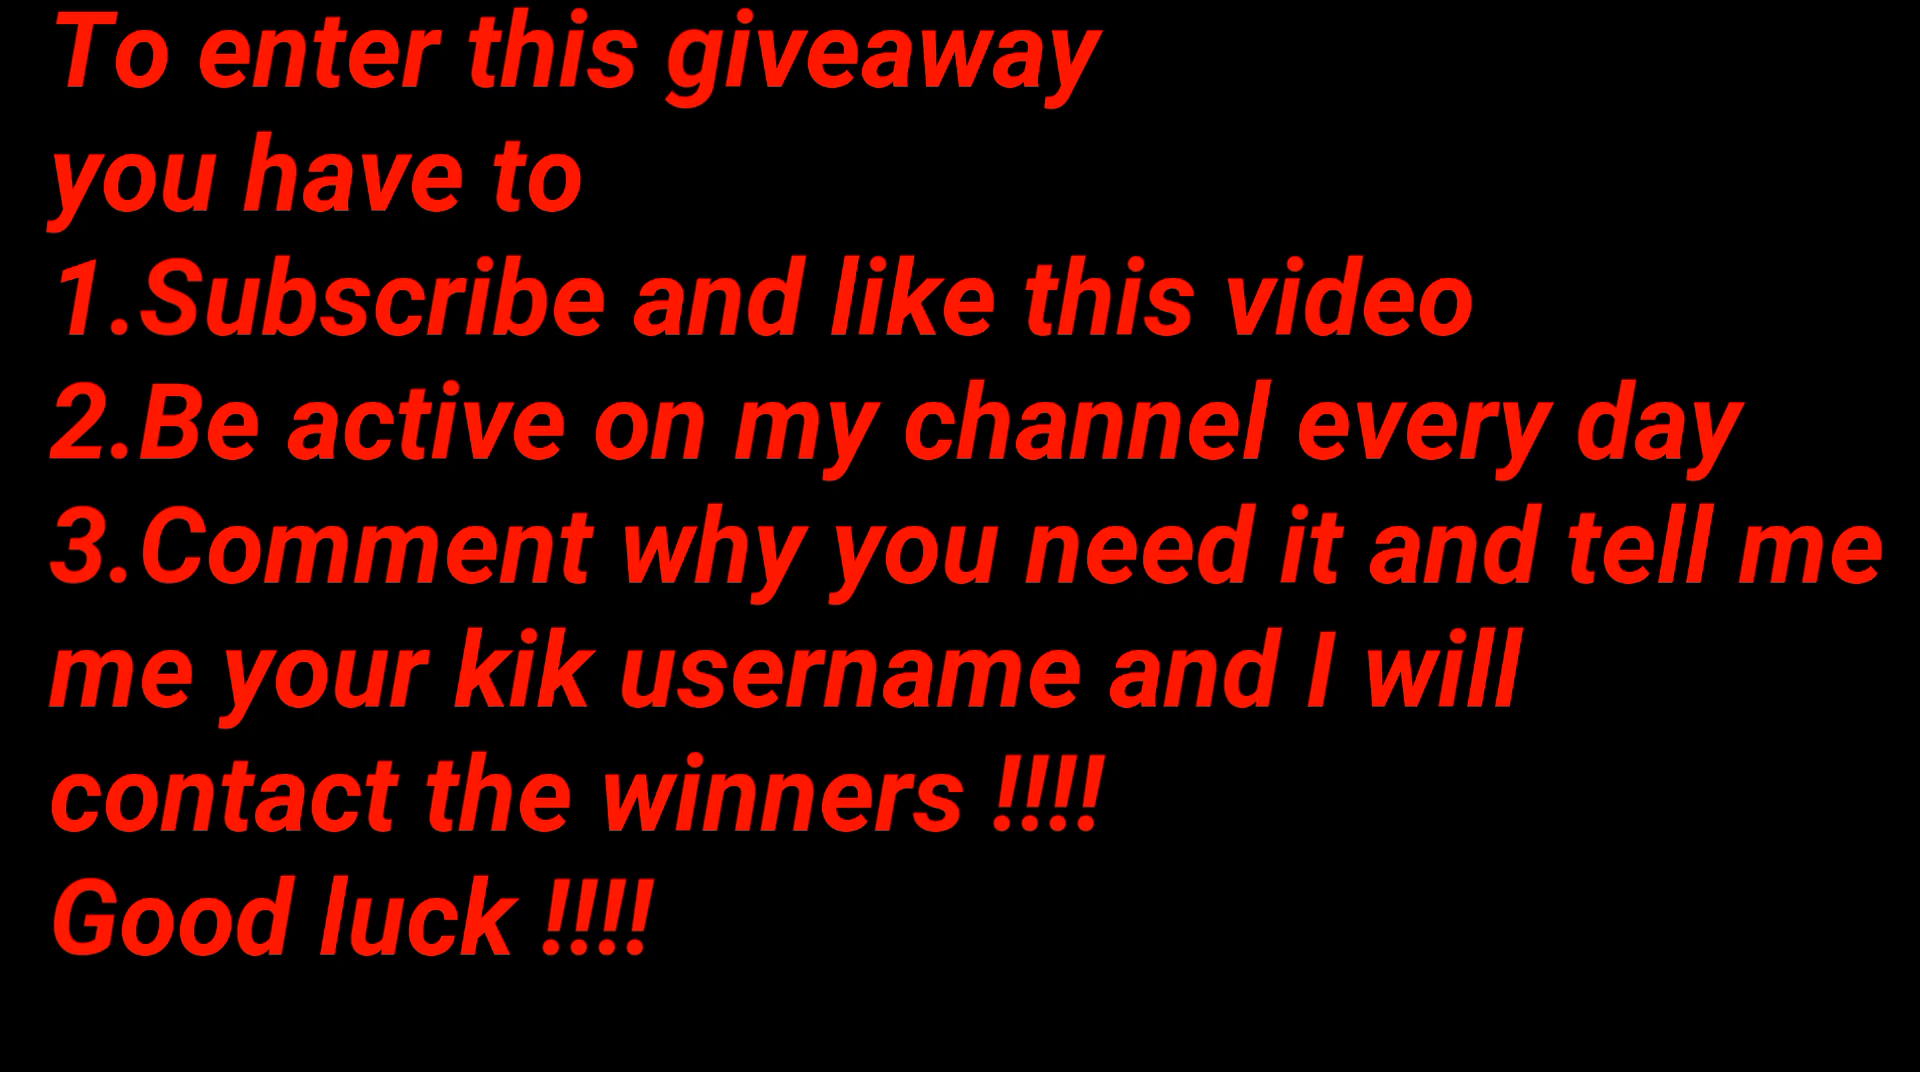 To enter this giveaway
you have to
1.Subscribe and like this video
2.Be active on my channel every day
3.Comment why you need it and tell me
me your kik username and I will
contact the winners !!!!
Good luck !!!!